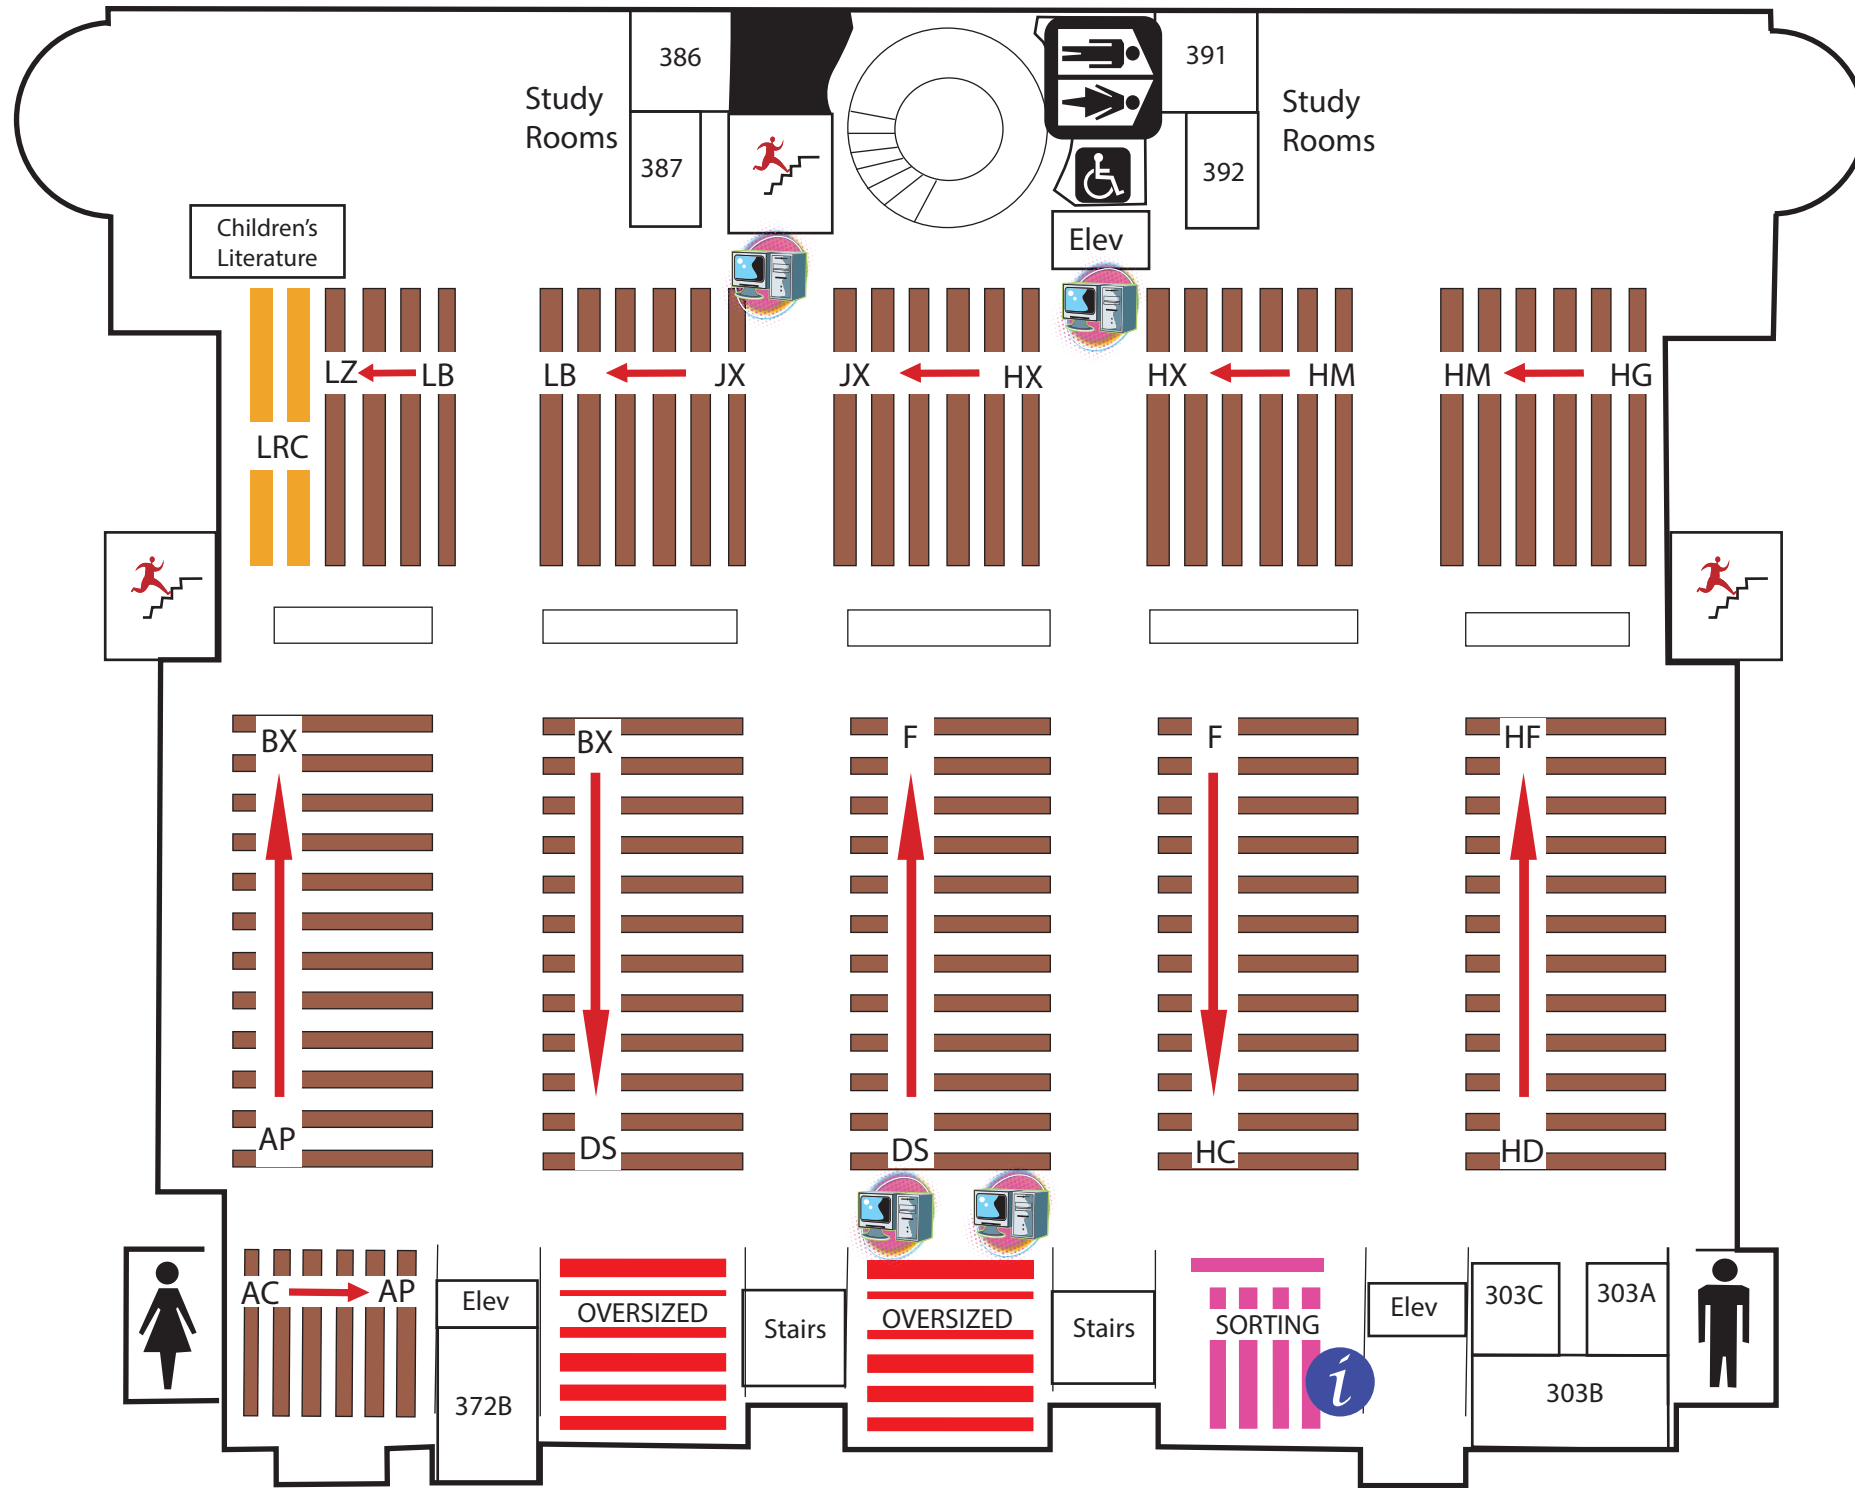 386
391
Study
Rooms
Study
Rooms
387
392
Children's
Literature
Elev
LZ
LB
LB
JX
JX
HX
HX
HM
HM
HG
LRC
BX
BX
F
F
HF
AP
DS
DS
HC
HD
AC
AP
Elev
OVERSIZED
Stairs
OVERSIZED
Stairs
SORTING
Elev
303C
303A
372B
i
303B